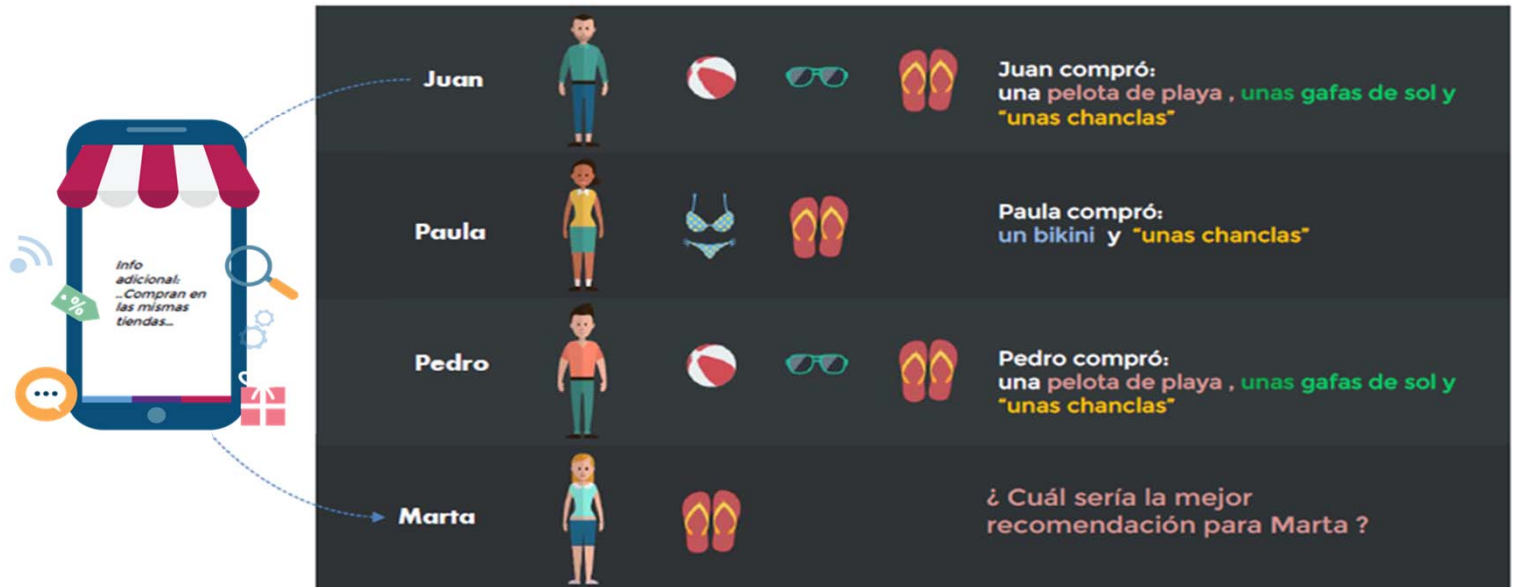 Info
adicional:
...Compran en
las mismas
tiendas...
%
Juan
Juan compró:
una pelota de playa , unas gafas de sol y
“unas chanclas”
Paula
Paula compró:
un bikini y “unas chanclas”
Pedro
Pedro compró:
una pelota de playa , unas gafas de sol y
“unas chanclas”
Marta
¿ Cuál sería la mejor
recomendación para Marta ?